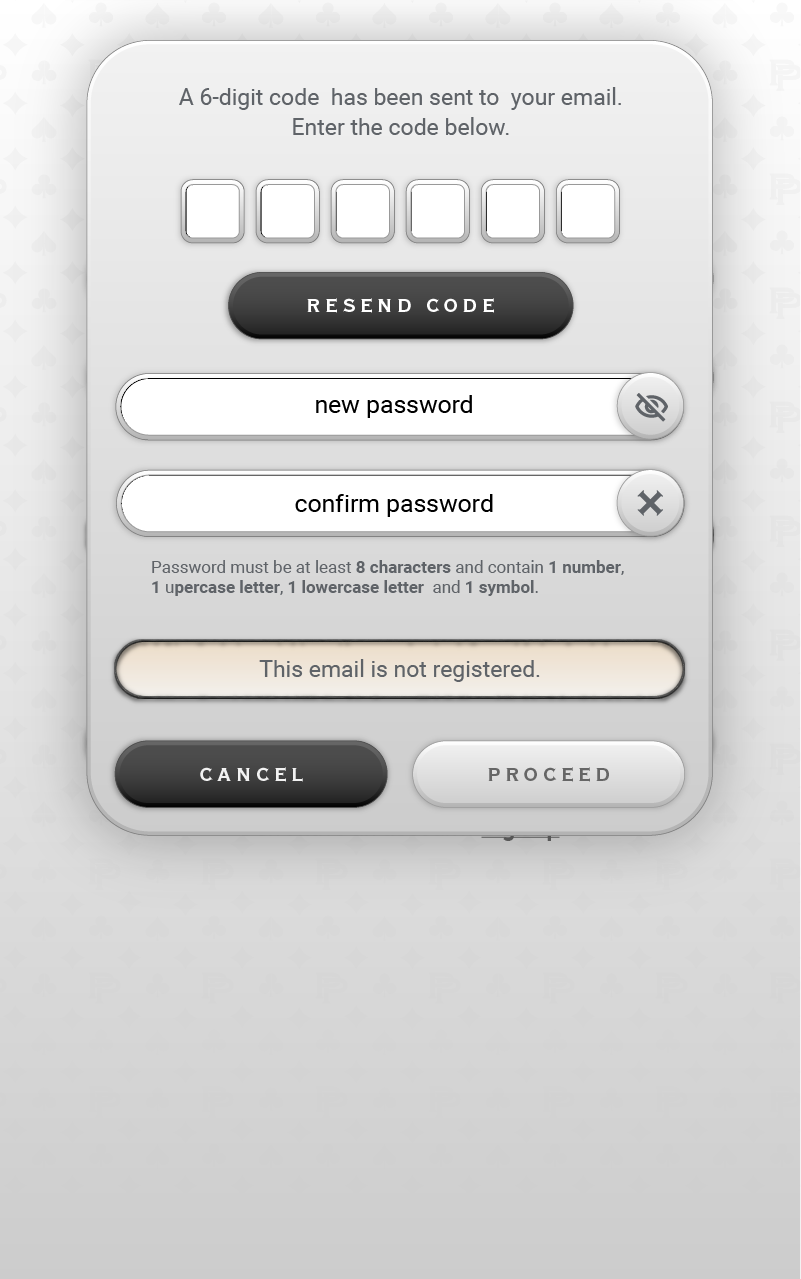 A 6-digit code  has been sent to  your email.
Enter the code below.
RESEND CODE
new password
confirm password
Password must be at least 8 characters and contain 1 number,
1 upercase letter, 1 lowercase letter  and 1 symbol.
This email is not registered.
CANCEL
PROCEED